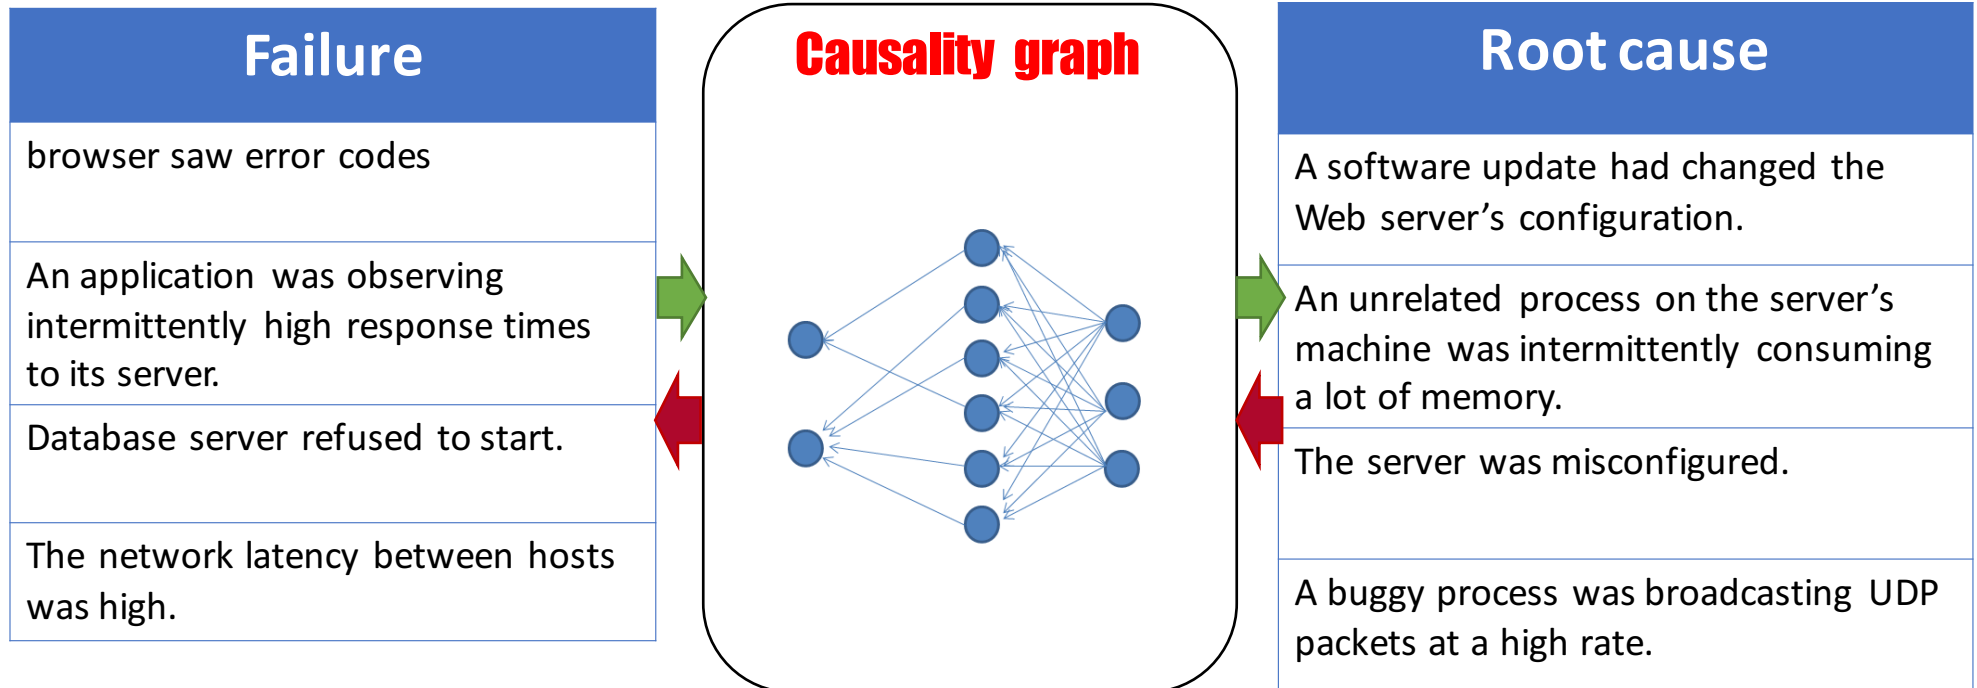 Failure
browser saw error codes
An application was observing
intermittently high response times
to its server.
Database server refused to start.
The network latency between hosts
was high.
Causality graph
Root cause
A software update had changed the
Web server’s configuration.
An unrelated process on the server’s
machine was intermittently consuming
a lot of memory.
The server was misconfigured.
A buggy process was broadcasting UDP
packets at a high rate.